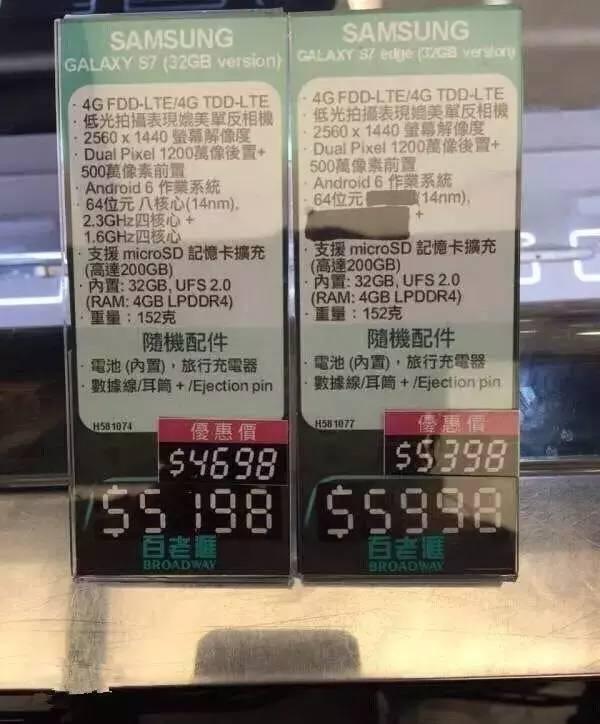 SAMSUNG
GALAXY S7 (32GB version)
· 4G FDD-LTE/4G TDD-LTE
· 低光拍攝表現媲美單反相機
· 2560 x 1440 螢幕解像度
· Dual Pixel 1200萬像後置+
500萬像素前置
· Android 6 作業系統
· 64位元 八核心(14nm),
2.3GHz四核心 +
1.6GHz四核心
· 支援 microSD 記憶卡擴充
(高達200GB)
· 內置: 32GB, UFS 2.0
(RAM: 4GB LPDDR4)
· 重量：152克
隨機配件
· 電池 (內置)，旅行充電器
· 數據線/耳筒 + /Ejection pin
H581074
優惠價
$4698
$5198
百老滙
BROADWAY
SAMSUNG
GALAXY S7 edge (32GB version)
· 4G FDD-LTE/4G TDD-LTE
· 低光拍攝表現媲美單反相機
· 2560 x 1440 螢幕解像度
· Dual Pixel 1200萬像後置+
500萬像素前置
· Android 6 作業系統
· 64位元 (14nm),
+
· 支援 microSD 記憶卡擴充
(高達200GB)
· 內置: 32GB, UFS 2.0
(RAM: 4GB LPDDR4)
· 重量：152克
隨機配件
· 電池 (內置)，旅行充電器
· 數據線/耳筒 + /Ejection pin
H581077
優惠價
$5398
$5998
百老滙
BROADWAY